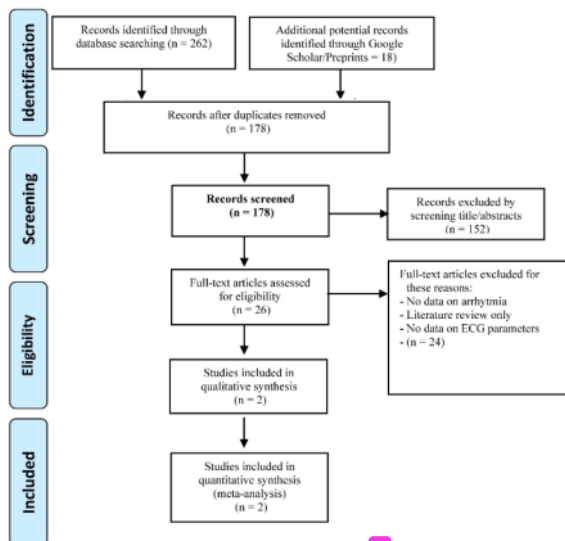 Identification
Records identified through
database searching (n = 262)
Additional potential records
identified through Google
Scholar/Preprints = 18)
Records after duplicates removed
(n = 178)
Screening
Records screened
(n = 178)
Records excluded by
screening title/abstracts
(n = 152)
Eligibility
Full-text articles assessed
for eligibility
(n = 26)
Full-text articles excluded for
these reasons:
- No data on arrhytmia
- Literature review only
- No data on ECG parameters
- (n = 24)
Studies included in
qualitative synthesis
(n = 2)
Included
Studies included in
quantitative synthesis
(meta-analysis)
(n = 2)